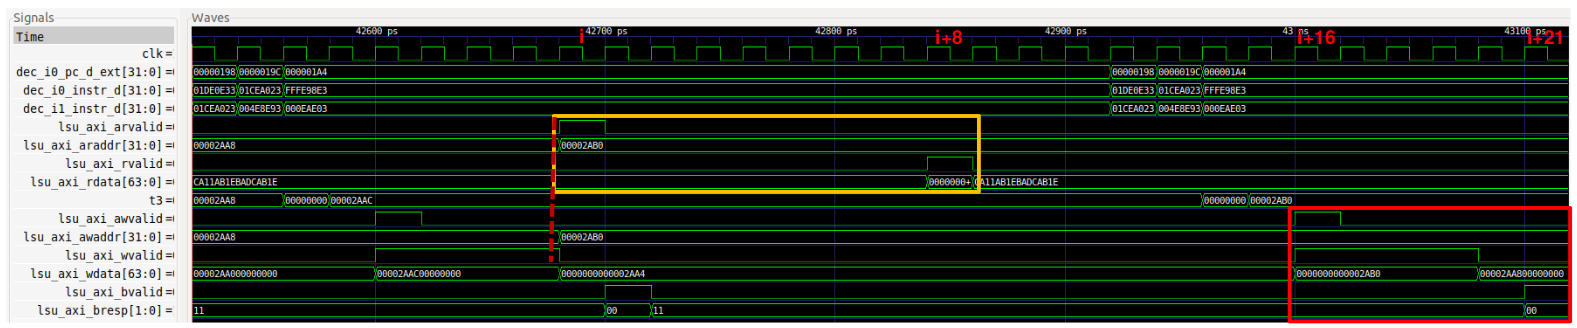 Signals Waves
Time 42600 ps i 42700 ps 42800 ps i+8 42900 ps 43 ns i+16 43100 ps i+21
clk=
dec_i0_pc_d_ext[31:0] = 00000198 0000019C 000001A4 00000198 0000019C 000001A4
dec_i0_instr_d[31:0] = 01DE0E33 01CEA023 FFFE98E3 01DE0E33 01CEA023 FFFE98E3
dec_i1_instr_d[31:0] = 01CEA023 004E8E93 000EAE03 01CEA023 004E8E93 000EAE03
lsu_axi_arvalid=
lsu_axi_araddr[31:0] = 00002AA8 00002AB0
lsu_axi_rvalid =
lsu_axi_rdata[63:0] = CA11AB1EBADCAB1E 0000000+ CA11AB1EBADCAB1E
t3= 00002AA8 00000000 00002AAC 00000000 00002AB0
lsu_axi_awvalid=
lsu_axi_awaddr[31:0] = 00002AA8 00002AB0
lsu_axi_wvalid =
lsu_axi_wdata[63:0] = 00002AA000000000 00002AAC00000000 0000000000002AA4 0000000000002AB0 00002AA800000000
lsu_axi_bvalid =
lsu_axi_bresp[1:0] = 11 00 11 00